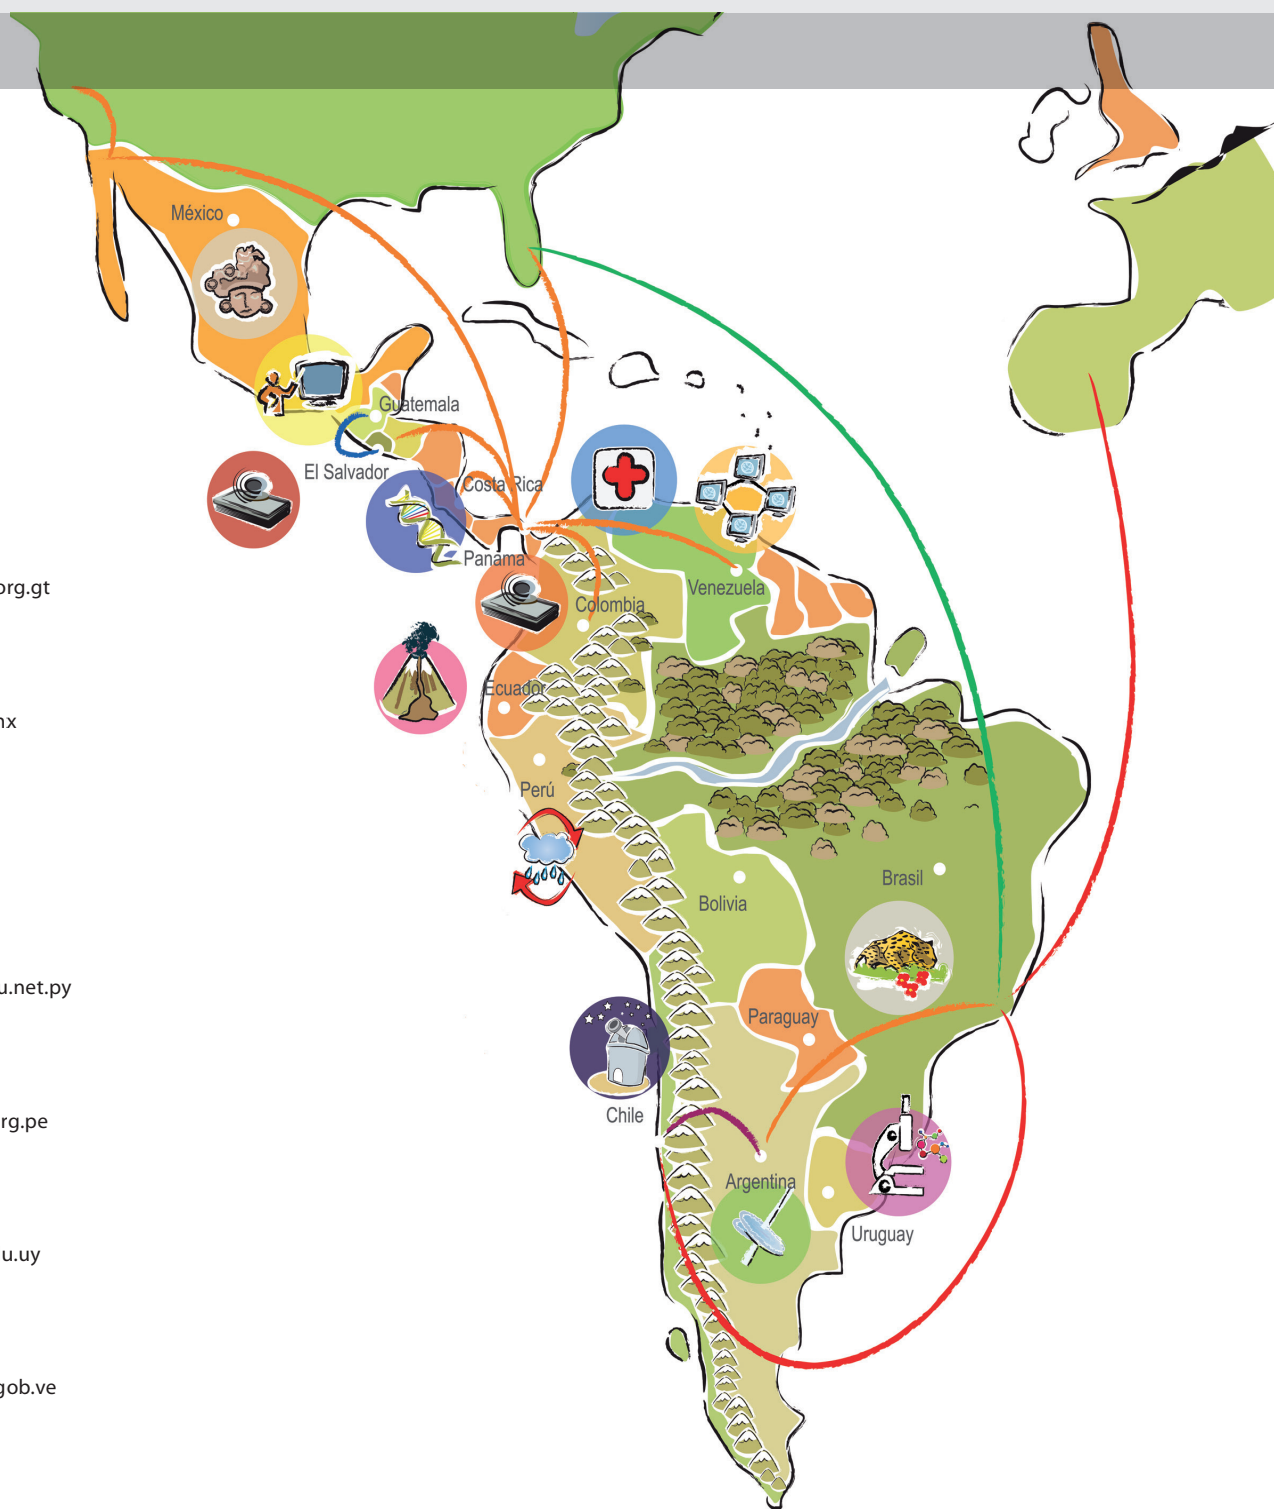 México
Guatemala
El Salvador
Costa Rica
Panamá
org.gt
Venezuela
Colombia
Ecuador
nx
Perú
Brasil
Bolivia
u.net.py
Paraguay
Chile
rg.pe
Argentina
Uruguay
u.uy
gob.ve